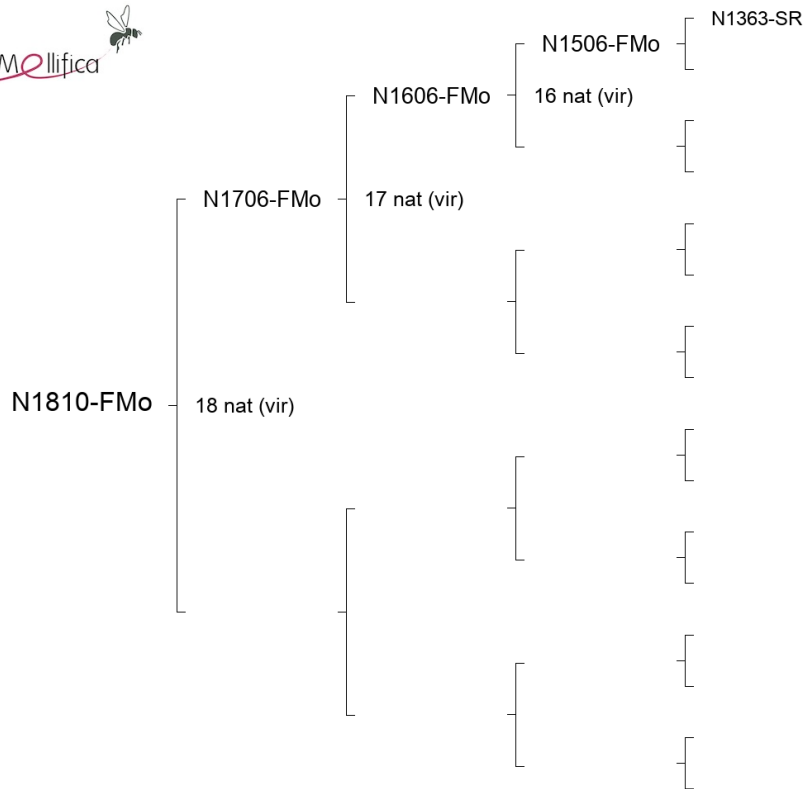 Mellifica
N1363-SR
N1506-FMo
N1606-FMo
16 nat (vir)
N1706-FMo
17 nat (vir)
N1810-FMo
18 nat (vir)